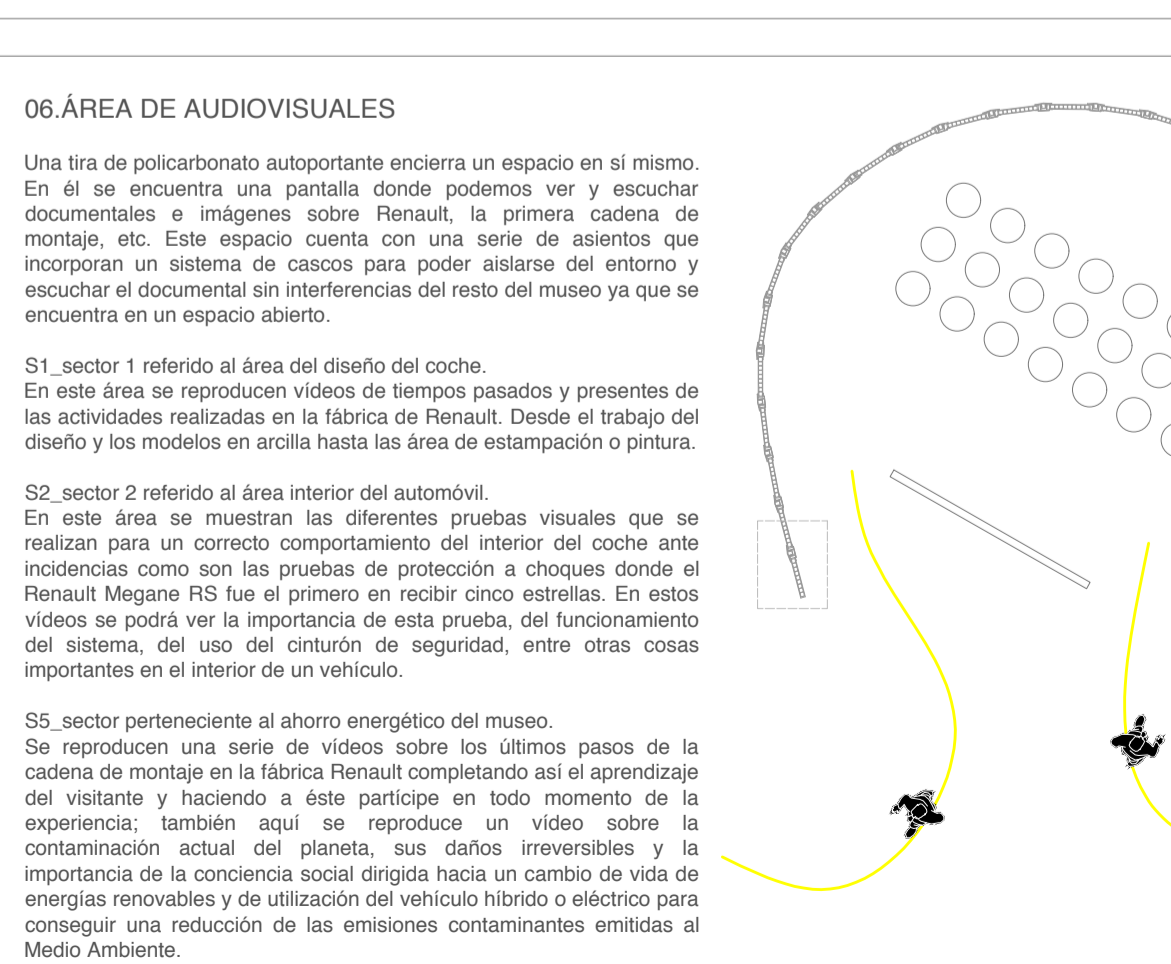 06.ÁREA DE AUDIOVISUALES
Una tira de policarbonato autoportante encierra un espacio en sí mismo.
En él se encuentra una pantalla donde podemos ver y escuchar
documentales e imágenes sobre Renault, la primera cadena de
montaje, etc. Este espacio cuenta con una serie de asientos que
incorporan un sistema de cascos para poder aislarse del entorno y
escuchar el documental sin interferencias del resto del museo ya que se
encuentra en un espacio abierto.
S1_sector 1 referido al área del diseño del coche.
En este área se reproducen vídeos de tiempos pasados y presentes de
las actividades realizadas en la fábrica de Renault. Desde el trabajo del
diseño y los modelos en arcilla hasta las área de estampación o pintura.
S2_sector 2 referido al área interior del automóvil.
En este área se muestran las diferentes pruebas visuales que se
realizan para un correcto comportamiento del interior del coche ante
incidencias como son las pruebas de protección a choques donde el
Renault Megane RS fue el primero en recibir cinco estrellas. En estos
vídeos se podrá ver la importancia de esta prueba, del funcionamiento
del sistema, del uso del cinturón de seguridad, entre otras cosas
importantes en el interior de un vehículo.
S5_sector perteneciente al ahorro energético del museo.
Se reproducen una serie de vídeos sobre los últimos pasos de la
cadena de montaje en la fábrica Renault completando así el aprendizaje
del visitante y haciendo a éste partícipe en todo momento de la
experiencia; también aquí se reproduce un vídeo sobre la
contaminación actual del planeta, sus daños irreversibles y la
importancia de la conciencia social dirigida hacia un cambio de vida de
energías renovables y de utilización del vehículo híbrido o eléctrico para
conseguir una reducción de las emisiones contaminantes emitidas al
Medio Ambiente.